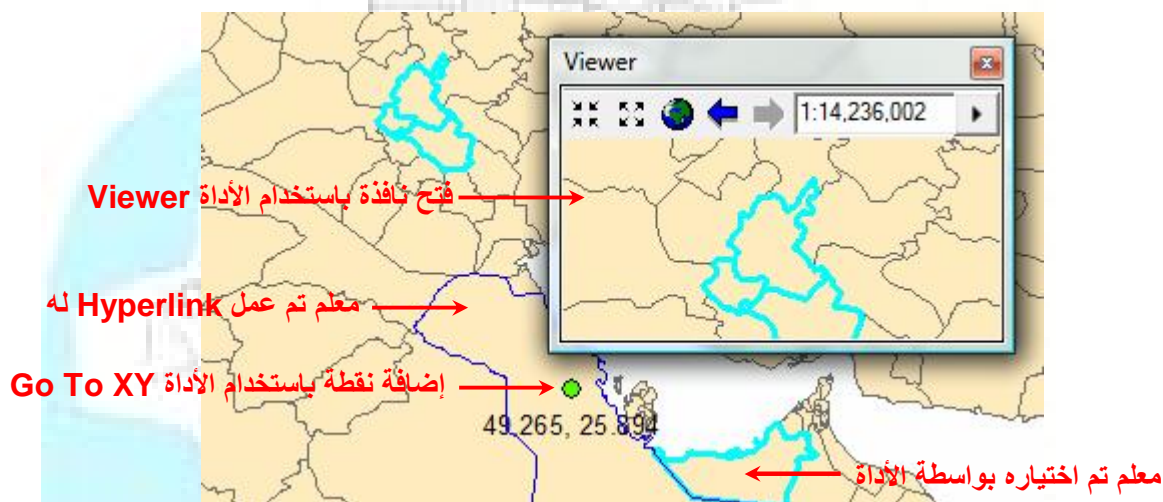 Viewer
1:14,236,002
فتح نافذة باستخدام الأداة Viewer
معلم تم عمل Hyperlink له
إضافة نقطة باستخدام الأداة Go To XY
49.265, 25.894
معلم تم اختياره بواسطة الأداة